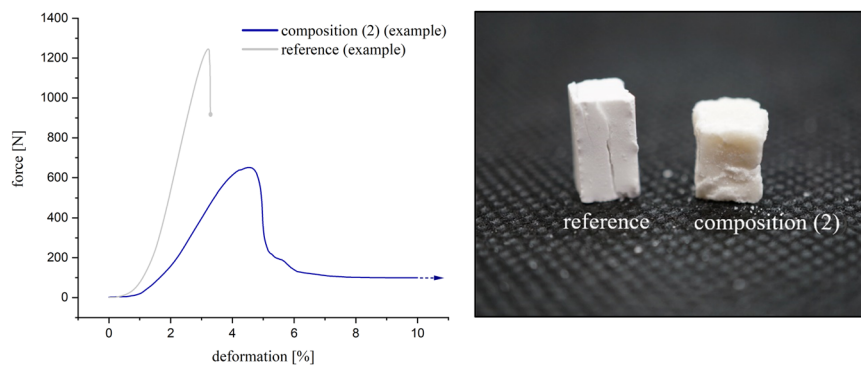 1400
1200
1000
800
600
400
200
0
force [N]
0 2 4 6 8 10
deformation [%]
composition (2) (example)
reference (example)
reference
composition (2)